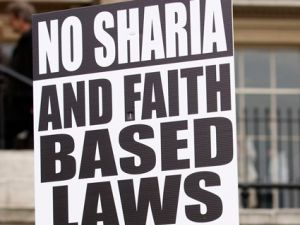 NO SHARIA
AND FAITH
BASED
LAWS